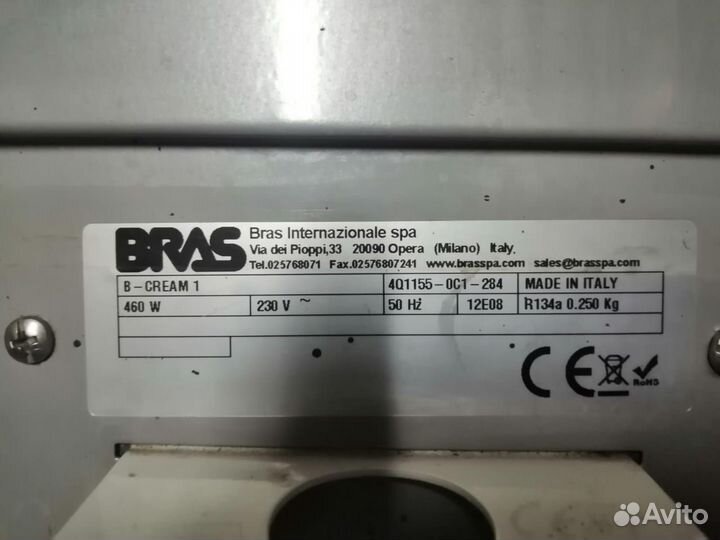 BRAS
Bras Internazionale spa
Via dei Pioppi,33 20090 Opera (Milano) Italy.
Tel.025768071 Fax.02576807241 www.brasspa.com sales@brasspa.com
B-CREAM 1 4Q1155-0C1-284 MADE IN ITALY
460 W 230 V ~ 50 Hz 12E08 R134a 0.250 Kg
CE RoHS
Avito